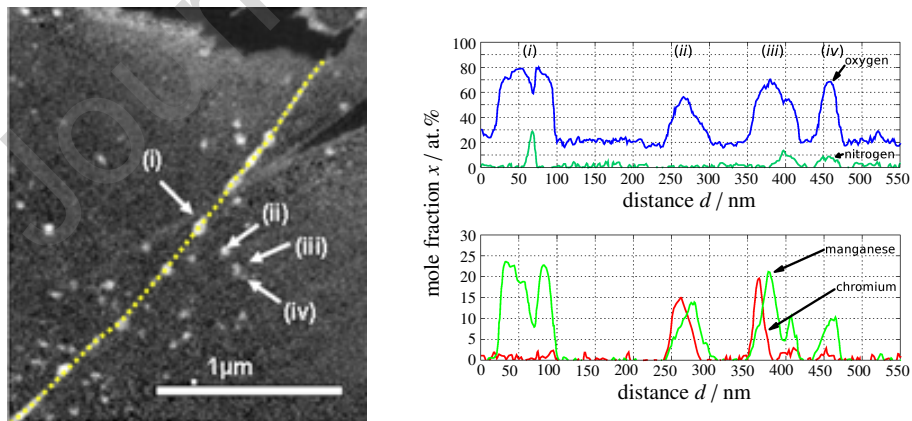 (i)
(ii)
(iii)
(iv)
1μm
100
80
60
40
20
0
(i)
(ii)
(iii)
(iv)
oxygen
nitrogen
0 50 100 150 200 250 300 350 400 450 500 550
distance d / nm
mole fraction x / at.%
30
25
20
15
10
5
0
manganese
chromium
0 50 100 150 200 250 300 350 400 450 500 550
distance d / nm